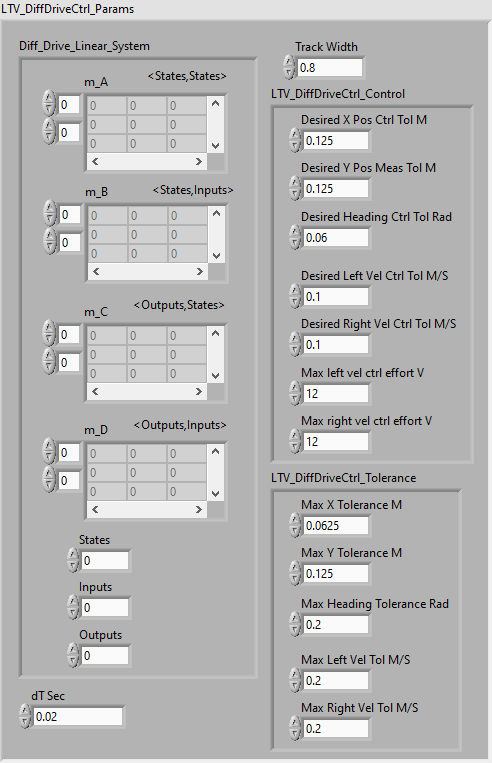 LTV_DiffDriveCtrl_Params
Diff_Drive_Linear_System
m_A <States,States>
0
0
0 0 0
0 0 0
0 0 0
m_B <States,Inputs>
0
0
0 0 0
0 0 0
0 0 0
m_C <Outputs,States>
0
0
0 0 0
0 0 0
0 0 0
m_D <Outputs,Inputs>
0
0
0 0 0
0 0 0
0 0 0
States
0
Inputs
0
Outputs
0
dT Sec
0.02
Track Width
0.8
LTV_DiffDriveCtrl_Control
Desired X Pos Ctrl Tol M
0.125
Desired Y Pos Meas Tol M
0.125
Desired Heading Ctrl Tol Rad
0.06
Desired Left Vel Ctrl Tol M/S
0.1
Desired Right Vel Ctrl Tol M/S
0.1
Max left vel ctrl effort V
12
Max right vel ctrl effort V
12
LTV_DiffDriveCtrl_Tolerance
Max X Tolerance M
0.0625
Max Y Tolerance M
0.125
Max Heading Tolerance Rad
0.2
Max Left Vel Tol M/S
0.2
Max Right Vel Tol M/S
0.2